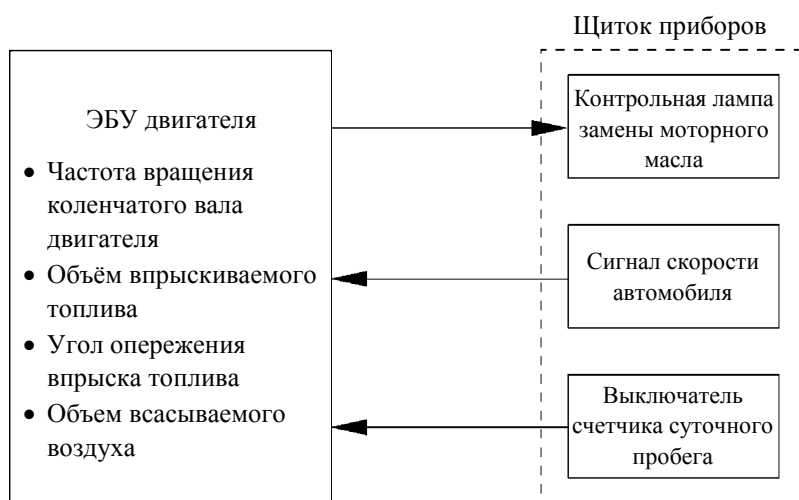 Щиток приборов
ЭБУ двигателя
• Частота вращения
коленчатого вала
двигателя
• Объём впрыскиваемого
топлива
• Угол опережения
впрыска топлива
• Объем всасываемого
воздуха
Контрольная лампа
замены моторного
масла
Сигнал скорости
автомобиля
Выключатель
счетчика суточного
пробега